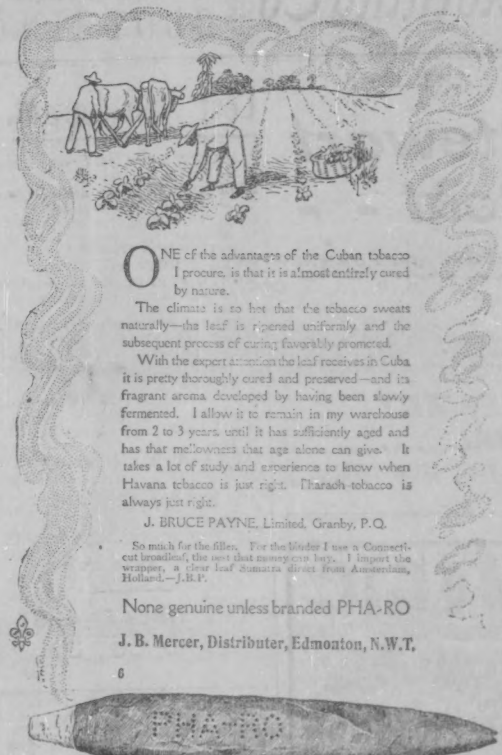 ONE of the advantages of the Cuban tobacco
I procure, is that it is almost entirely cured
by nature.
The climate is so hot that the tobacco sweats
naturally—the leaf is ripened uniformly and the
subsequent process of curing favorably promoted.
With the expert attention the leaf receives in Cuba
it is pretty thoroughly cured and preserved—and its
fragrant aroma developed by having been slowly
fermented. I allow it to remain in my warehouse
from 2 to 3 years, until it has sufficiently aged and
has that mellowness that age alone can give. It
takes a lot of study and experience to know when
Havana tobacco is just right. Pharaoh tobacco is
always just right.
J. BRUCE PAYNE, Limited, Granby, P.Q.
So much for the filler. For the binder I use a Connecti-
cut broadleaf, the best that money can buy. I import the
wrapper, a clear leaf Sumatra direct from Amsterdam,
Holland.—J.B.P.
None genuine unless branded PHA-RO
J. B. Mercer, Distributer, Edmonton, N.W.T.
6
PHA-RO